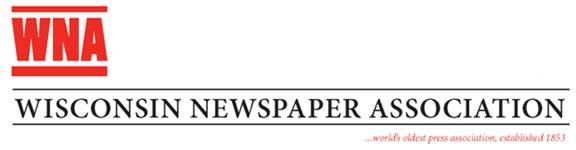 WNA
WISCONSIN NEWSPAPER ASSOCIATION
...world's oldest press association, established 1853